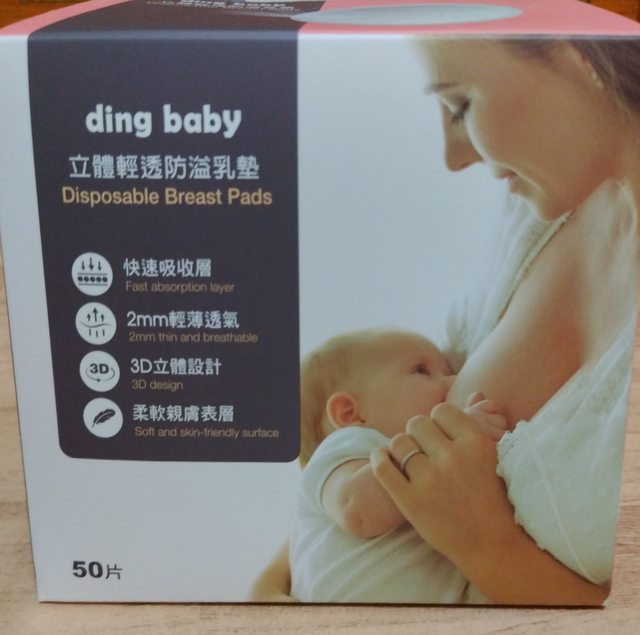 ding baby
立體輕透防溢乳墊
Disposable Breast Pads
快速吸收層
Fast absorption layer
2mm輕薄透氣
2mm thin and breathable
3D
3D立體設計
3D design
柔軟親膚表層
Soft and skin-friendly surface
50片